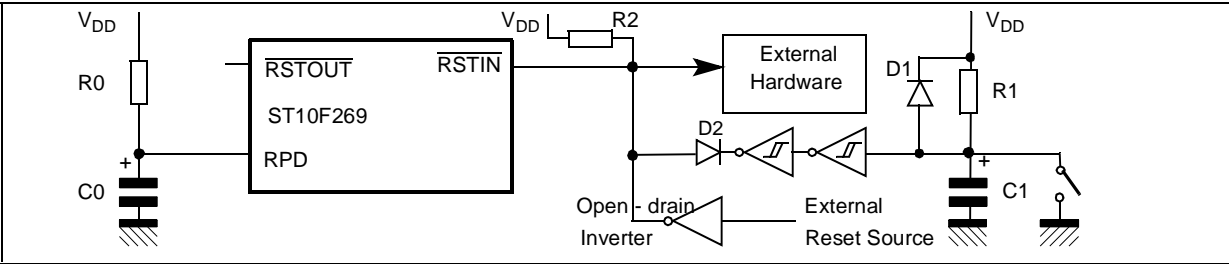 VDD
R0
+
C0
RSTOUT
RSTIN
ST10F269
RPD
VDD
R2
External
Hardware
D2
D1
VDD
R1
+
C1
Open - drain
Inverter
External
Reset Source